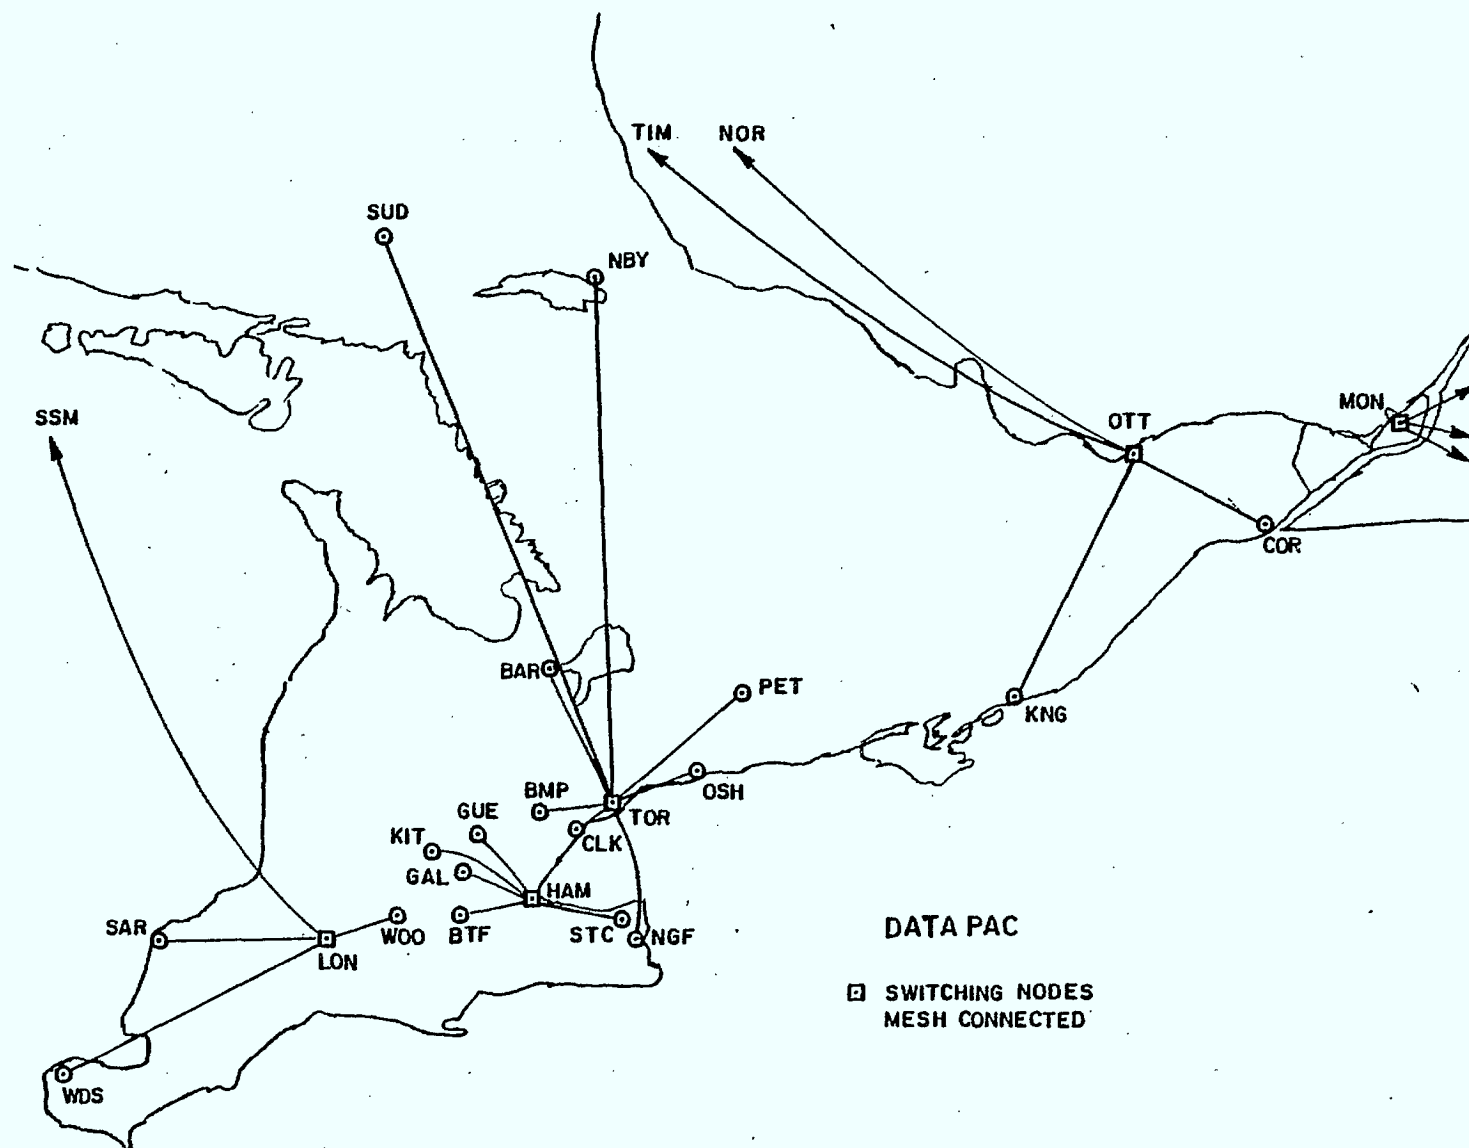 TIM NOR
SUD
NBY
SSM
MON
OTT
COR
BAR
PET
KNG
BMP
OSH
GUE
TOR
KIT
CLK
GAL
HAM
SAR
WOO
BTF
STC
NGF
LON
WDS
DATA PAC
SWITCHING NODES
MESH CONNECTED